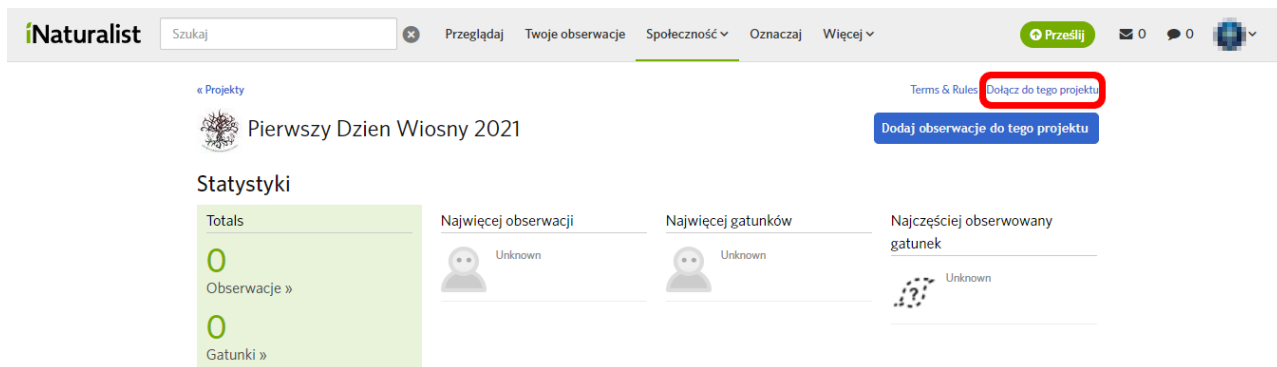 iNaturalist
Szukaj
Przeglądaj Twoje obserwacje Społeczność Oznaczaj Więcej
Prześlij 0 0
« Projekty
Terms & Rules Dołącz do tego projektu
Pierwszy Dzien Wiosny 2021
Dodaj obserwacje do tego projektu
Statystyki
Totals
0
Obserwacje »
0
Gatunki »
Najwięcej obserwacji
Unknown
Najwięcej gatunków
Unknown
Najczęściej obserwowany
gatunek
Unknown